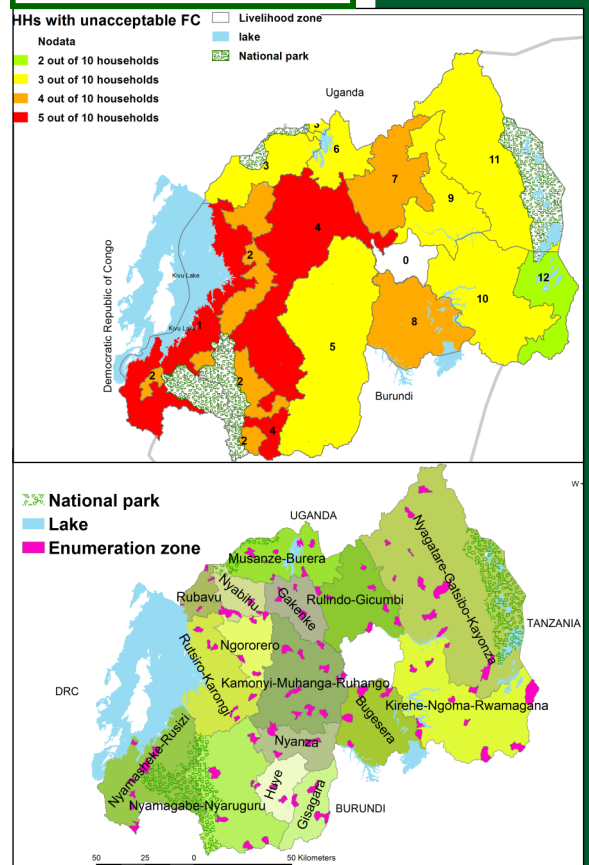 HHs with unacceptable FC
Nodata
2 out of 10 households
3 out of 10 households
4 out of 10 households
5 out of 10 households
Livelihood zone
lake
National park
Uganda
3
6
3
7
11
9
4
2
0
12
Kivu Lake
Democratic Republic of Congo
10
1
Kivu Lake
8
5
2
2
Burundi
4
2
National park
Lake
Enumeration zone
W
UGANDA
Musanze-Burera
Nyagatare-Gatsibo-Kayonza
Nyabihu
Rubavu
Gakenke
Rulindo-Gicumbi
TANZANIA
Ngororero
Rutsiro-Karongi
Kamonyi-Muhanga-Ruhango
DRC
Bugesera
Kirehe-Ngoma-Rwamagana
Nyanza
Nyamasheke-Rusizi
Huye
Nyamagabe-Nyaruguru
Gisagara
BURUNDI
50 25 0 50 Kilometers